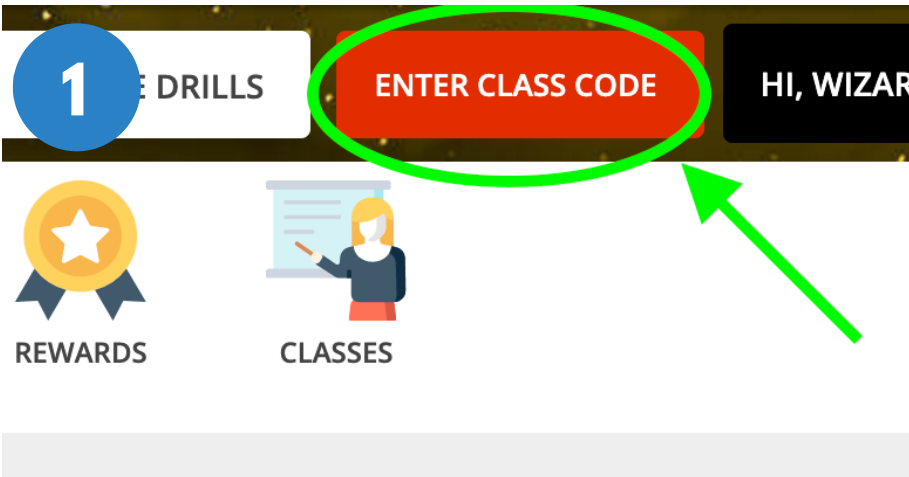 1
E DRILLS
ENTER CLASS CODE
HI, WIZAR
REWARDS
CLASSES